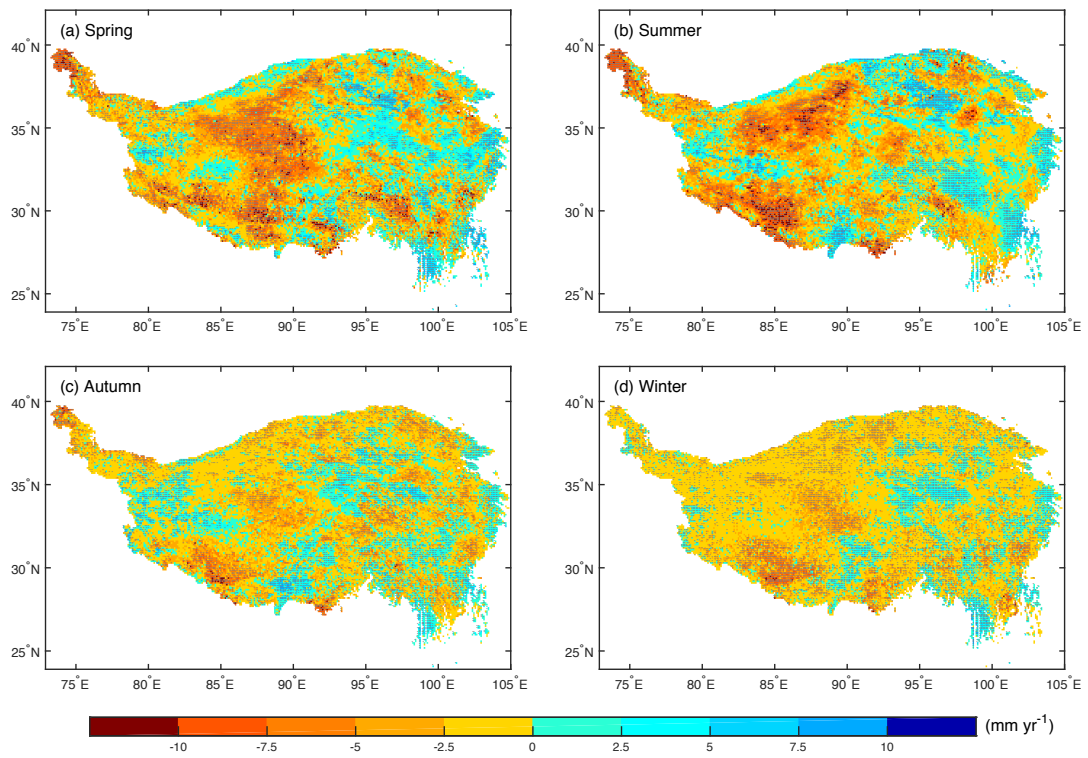 (a) Spring
40°N
35°N
30°N
25°N
75°E 80°E 85°E 90°E 95°E 100°E 105°E
(b) Summer
40°N
35°N
30°N
25°N
75°E 80°E 85°E 90°E 95°E 100°E 105°E
(c) Autumn
40°N
35°N
30°N
25°N
75°E 80°E 85°E 90°E 95°E 100°E 105°E
(d) Winter
40°N
35°N
30°N
25°N
75°E 80°E 85°E 90°E 95°E 100°E 105°E
(mm yr⁻¹)
-10 -7.5 -5 -2.5 0 2.5 5 7.5 10